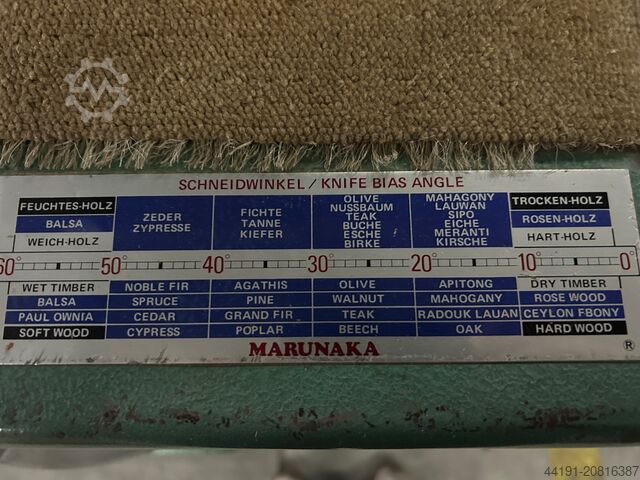 SCHNEIDWINKEL / KNIFE BIAS ANGLE
FEUCHTES-HOLZ
BALSA
WEICH-HOLZ
ZEDER
ZYPRESSE
FICHTE
TANNE
KIEFER
OLIVE
NUSSBAUM
TEAK
BUCHE
ESCHE
BIRKE
MAHAGONY
LAUWAN
SIPO
EICHE
MERANTI
KIRSCHE
TROCKEN-HOLZ
ROSEN-HOLZ
HART-HOLZ
60° 50° 40° 30° 20° 10° 0°
WET TIMBER NOBLE FIR AGATHIS OLIVE APITONG DRY TIMBER
BALSA SPRUCE PINE WALNUT MAHOGANY ROSE WOOD
PAUL OWNIA CEDAR GRAND FIR TEAK RADOUK LAUAN CEYLON FBONY
SOFT WOOD CYPRESS POPLAR BEECH OAK HARD WOOD
MARUNAKA ®
44191-20816387